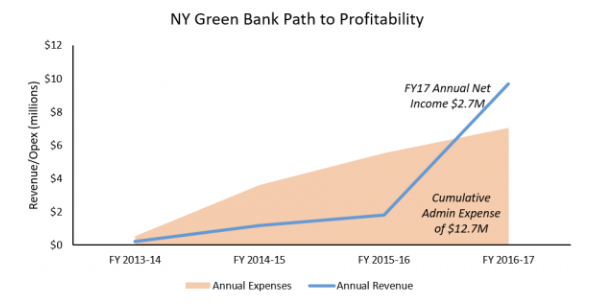 NY Green Bank Path to Profitability
Revenue/Opex (millions)
$12
$10
$8
$6
$4
$2
$0
FY17 Annual Net
Income $2.7M
Cumulative
Admin Expense
of $12.7M
FY 2013-14
FY 2014-15
FY 2015-16
FY 2016-17
Annual Expenses
Annual Revenue